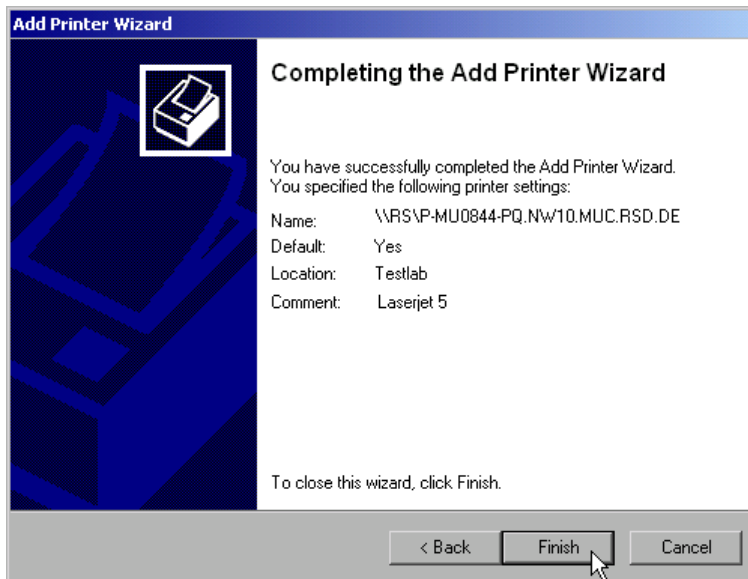 Add Printer Wizard
Completing the Add Printer Wizard
You have successfully completed the Add Printer Wizard.
You specified the following printer settings:
Name: \\RS\P-MU0844-PQ.NW10.MUC.RSD.DE
Default: Yes
Location: Testlab
Comment: Laserjet 5
To close this wizard, click Finish.
< Back Finish Cancel